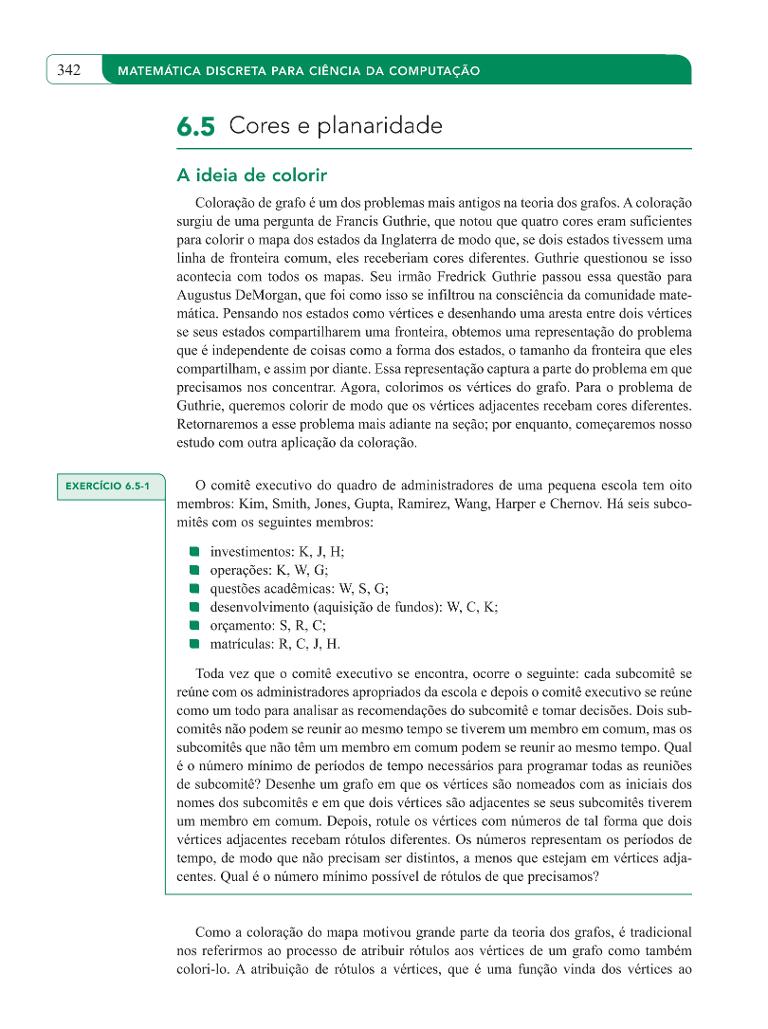 342
MATEMÁTICA DISCRETA PARA CIÊNCIA DA COMPUTAÇÃO
6.5 Cores e planaridade
A ideia de colorir
Coloração de grafo é um dos problemas mais antigos na teoria dos grafos. A coloração
surgiu de uma pergunta de Francis Guthrie, que notou que quatro cores eram suficientes
para colorir o mapa dos estados da Inglaterra de modo que, se dois estados tivessem uma
linha de fronteira comum, eles receberiam cores diferentes. Guthrie questionou se isso
acontecia com todos os mapas. Seu irmão Fredrick Guthrie passou essa questão para
Augustus DeMorgan, que foi como isso se infiltrou na consciência da comunidade mate-
mática. Pensando nos estados como vértices e desenhando uma aresta entre dois vértices
se seus estados compartilharem uma fronteira, obtemos uma representação do problema
que é independente de coisas como a forma dos estados, o tamanho da fronteira que eles
compartilham, e assim por diante. Essa representação captura a parte do problema em que
precisamos nos concentrar. Agora, colorimos os vértices do grafo. Para o problema de
Guthrie, queremos colorir de modo que os vértices adjacentes recebam cores diferentes.
Retornaremos a esse problema mais adiante na seção; por enquanto, começaremos nosso
estudo com outra aplicação da coloração.
EXERCÍCIO 6.5-1
O comitê executivo do quadro de administradores de uma pequena escola tem oito
membros: Kim, Smith, Jones, Gupta, Ramirez, Wang, Harper e Chernov. Há seis subco-
mitês com os seguintes membros:
investimentos: K, J, H;
operações: K, W, G;
questões acadêmicas: W, S, G;
desenvolvimento (aquisição de fundos): W, C, K;
orçamento: S, R, C;
matrículas: R, C, J, H.
Toda vez que o comitê executivo se encontra, ocorre o seguinte: cada subcomitê se
reúne com os administradores apropriados da escola e depois o comitê executivo se reúne
como um todo para analisar as recomendações do subcomitê e tomar decisões. Dois sub-
comitês não podem se reunir ao mesmo tempo se tiverem um membro em comum, mas os
subcomitês que não têm um membro em comum podem se reunir ao mesmo tempo. Qual
é o número mínimo de períodos de tempo necessários para programar todas as reuniões
de subcomitê? Desenhe um grafo em que os vértices são nomeados com as iniciais dos
nomes dos subcomitês e em que dois vértices são adjacentes se seus subcomitês tiverem
um membro em comum. Depois, rotule os vértices com números de tal forma que dois
vértices adjacentes recebam rótulos diferentes. Os números representam os períodos de
tempo, de modo que não precisam ser distintos, a menos que estejam em vértices adja-
centes. Qual é o número mínimo possível de rótulos de que precisamos?
Como a coloração do mapa motivou grande parte da teoria dos grafos, é tradicional
nos referirmos ao processo de atribuir rótulos aos vértices de um grafo como também
colori-lo. A atribuição de rótulos a vértices, que é uma função vinda dos vértices ao